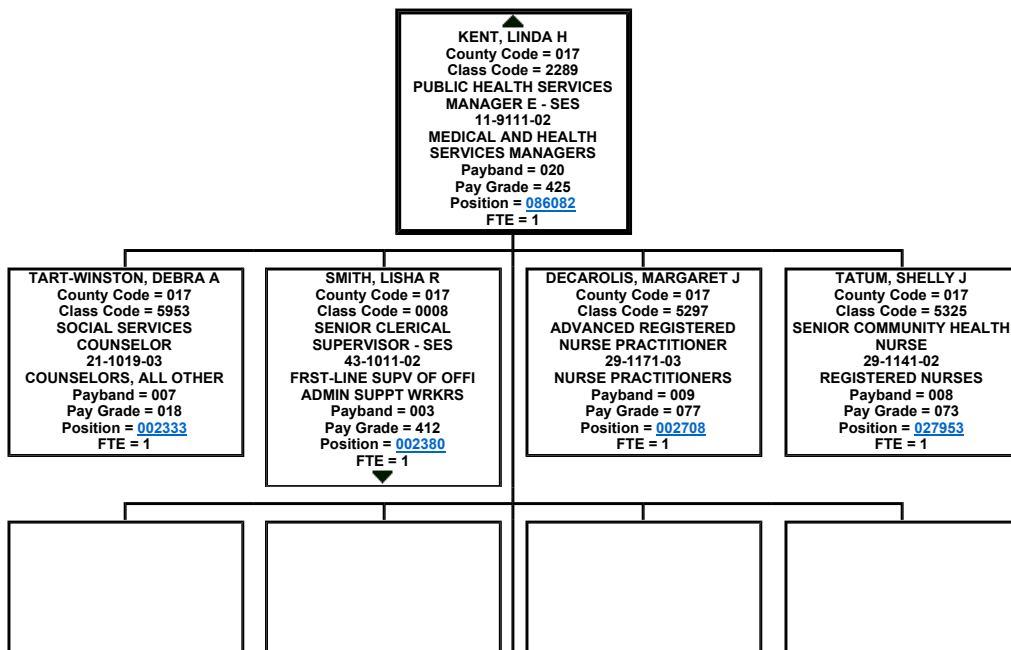 KENT, LINDA H
County Code = 017
Class Code = 2289
PUBLIC HEALTH SERVICES
MANAGER E - SES
11-9111-02
MEDICAL AND HEALTH
SERVICES MANAGERS
Payband = 020
Pay Grade = 425
Position = 086082
FTE = 1
TART-WINSTON, DEBRA A
County Code = 017
Class Code = 5953
SOCIAL SERVICES
COUNSELOR
21-1019-03
COUNSELORS, ALL OTHER
Payband = 007
Pay Grade = 018
Position = 002333
FTE = 1
SMITH, LISHA R
County Code = 017
Class Code = 0008
SENIOR CLERICAL
SUPERVISOR - SES
43-1011-02
FRST-LINE SUPV OF OFFI
ADMIN SUPPT WRKRS
Payband = 003
Pay Grade = 412
Position = 002380
FTE = 1
DECAROLIS, MARGARET J
County Code = 017
Class Code = 5297
ADVANCED REGISTERED
NURSE PRACTITIONER
29-1171-03
NURSE PRACTITIONERS
Payband = 009
Pay Grade = 077
Position = 002708
FTE = 1
TATUM, SHELLY J
County Code = 017
Class Code = 5325
SENIOR COMMUNITY HEALTH
NURSE
29-1141-02
REGISTERED NURSES
Payband = 008
Pay Grade = 073
Position = 027953
FTE = 1